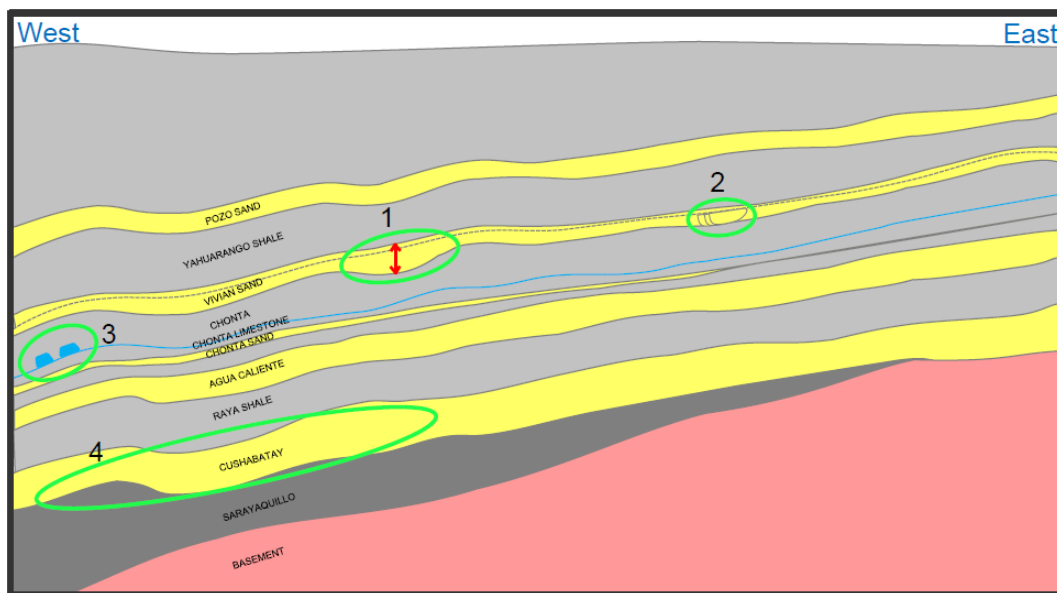 West
East
POZO SAND
2
1
YAHUARANGO SHALE
VIVIAN SAND
CHONTA
3
CHONTA LIMESTONE
CHONTA SAND
AGUA CALIENTE
RAYA SHALE
4
CUSHABATAY
SARAYAQUILLO
BASEMENT